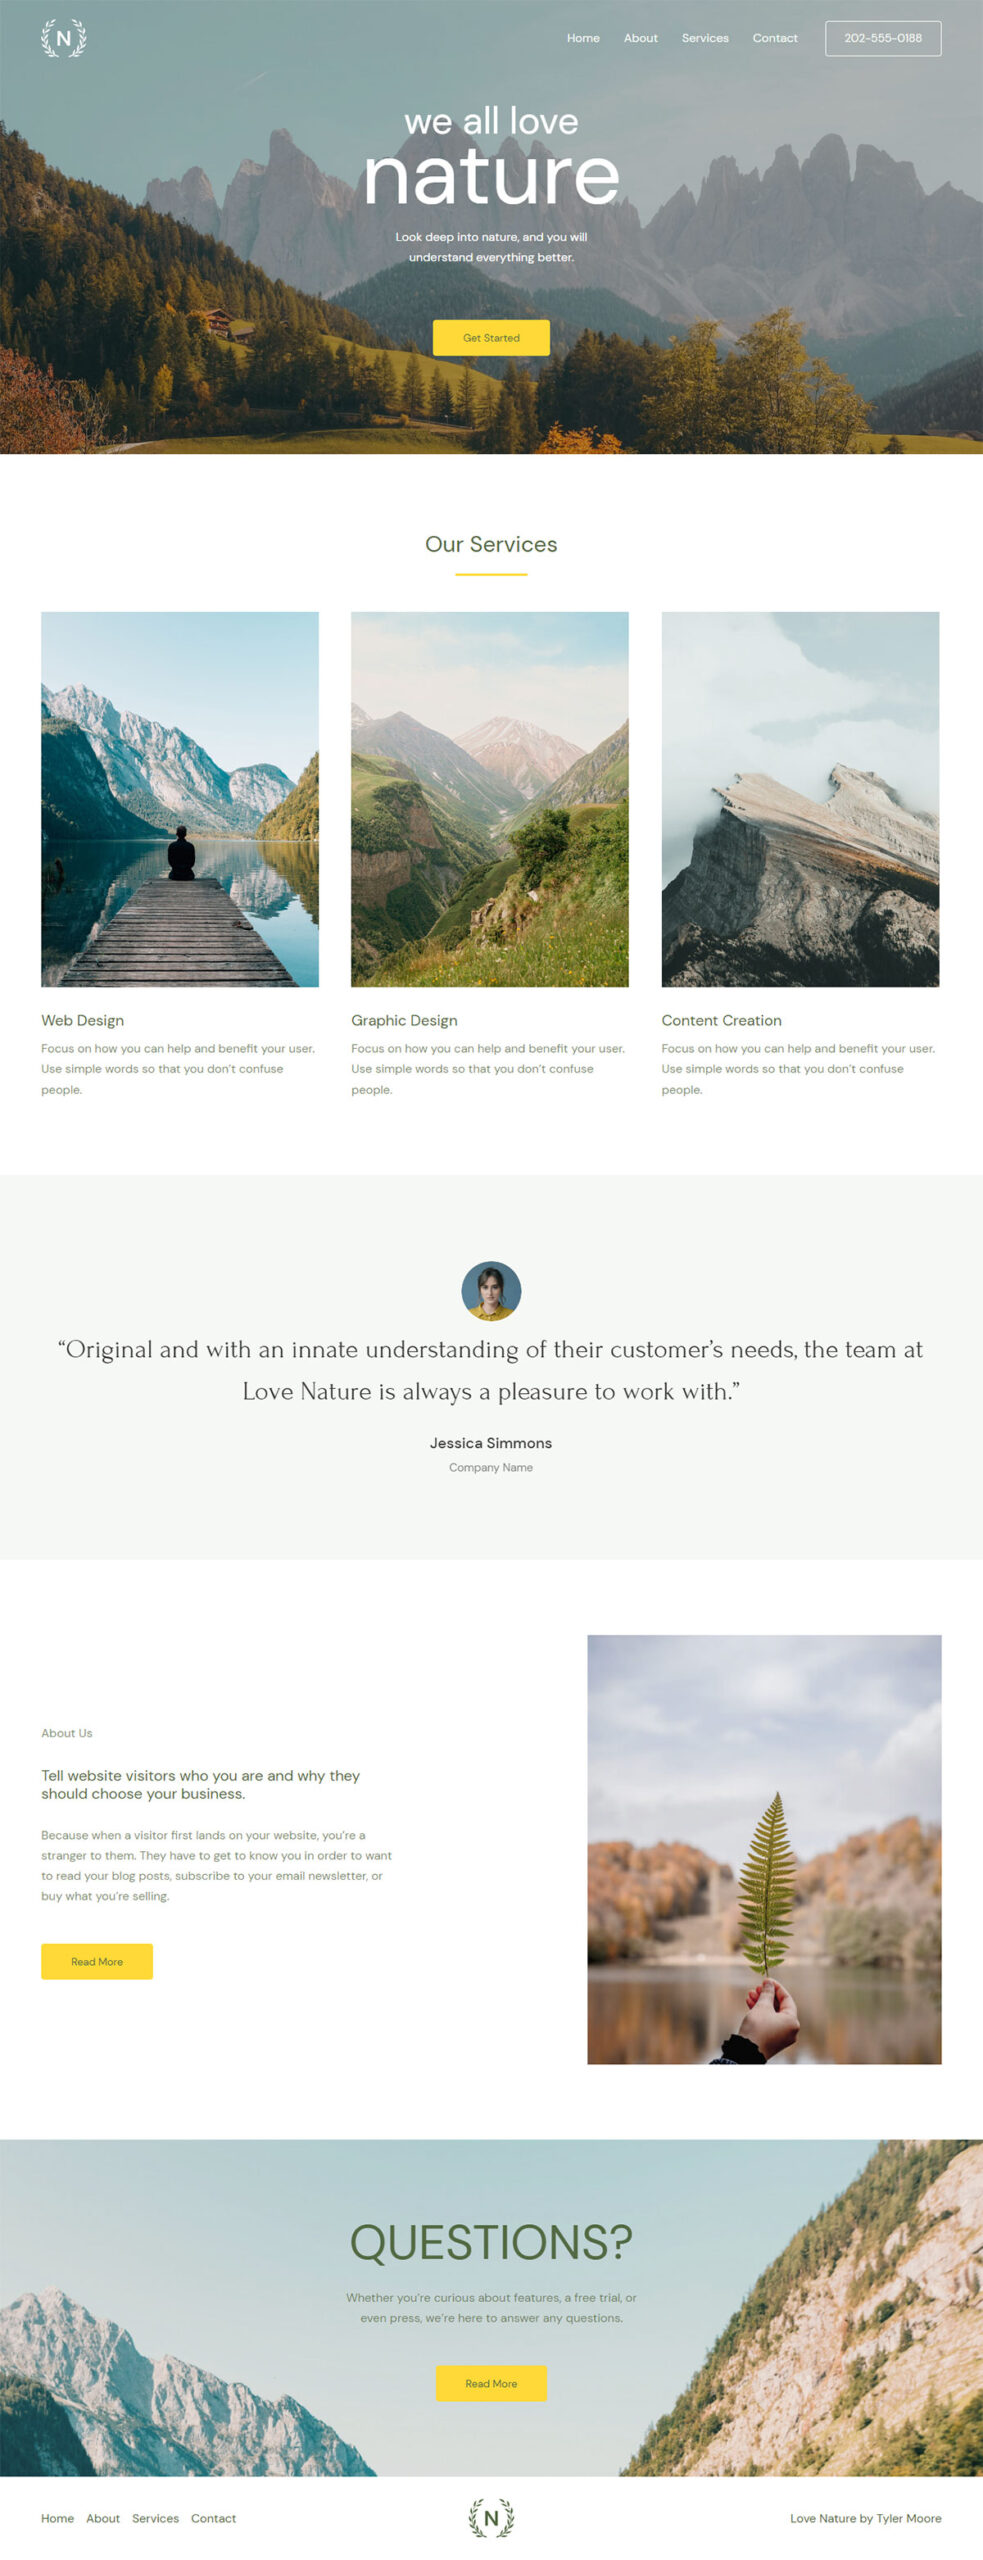 N
Home About Services Contact 202-555-0188
we all love
nature
Look deep into nature, and you will
understand everything better.
Get Started
Our Services
Web Design
Focus on how you can help and benefit your user.
Use simple words so that you don’t confuse
people.
Graphic Design
Focus on how you can help and benefit your user.
Use simple words so that you don’t confuse
people.
Content Creation
Focus on how you can help and benefit your user.
Use simple words so that you don’t confuse
people.
“Original and with an innate understanding of their customer’s needs, the team at
Love Nature is always a pleasure to work with.”
Jessica Simmons
Company Name
About Us
Tell website visitors who you are and why they
should choose your business.
Because when a visitor first lands on your website, you’re a
stranger to them. They have to get to know you in order to want
to read your blog posts, subscribe to your email newsletter, or
buy what you’re selling.
Read More
QUESTIONS?
Whether you’re curious about features, a free trial, or
even press, we’re here to answer any questions.
Read More
Home About Services Contact
N
Love Nature by Tyler Moore